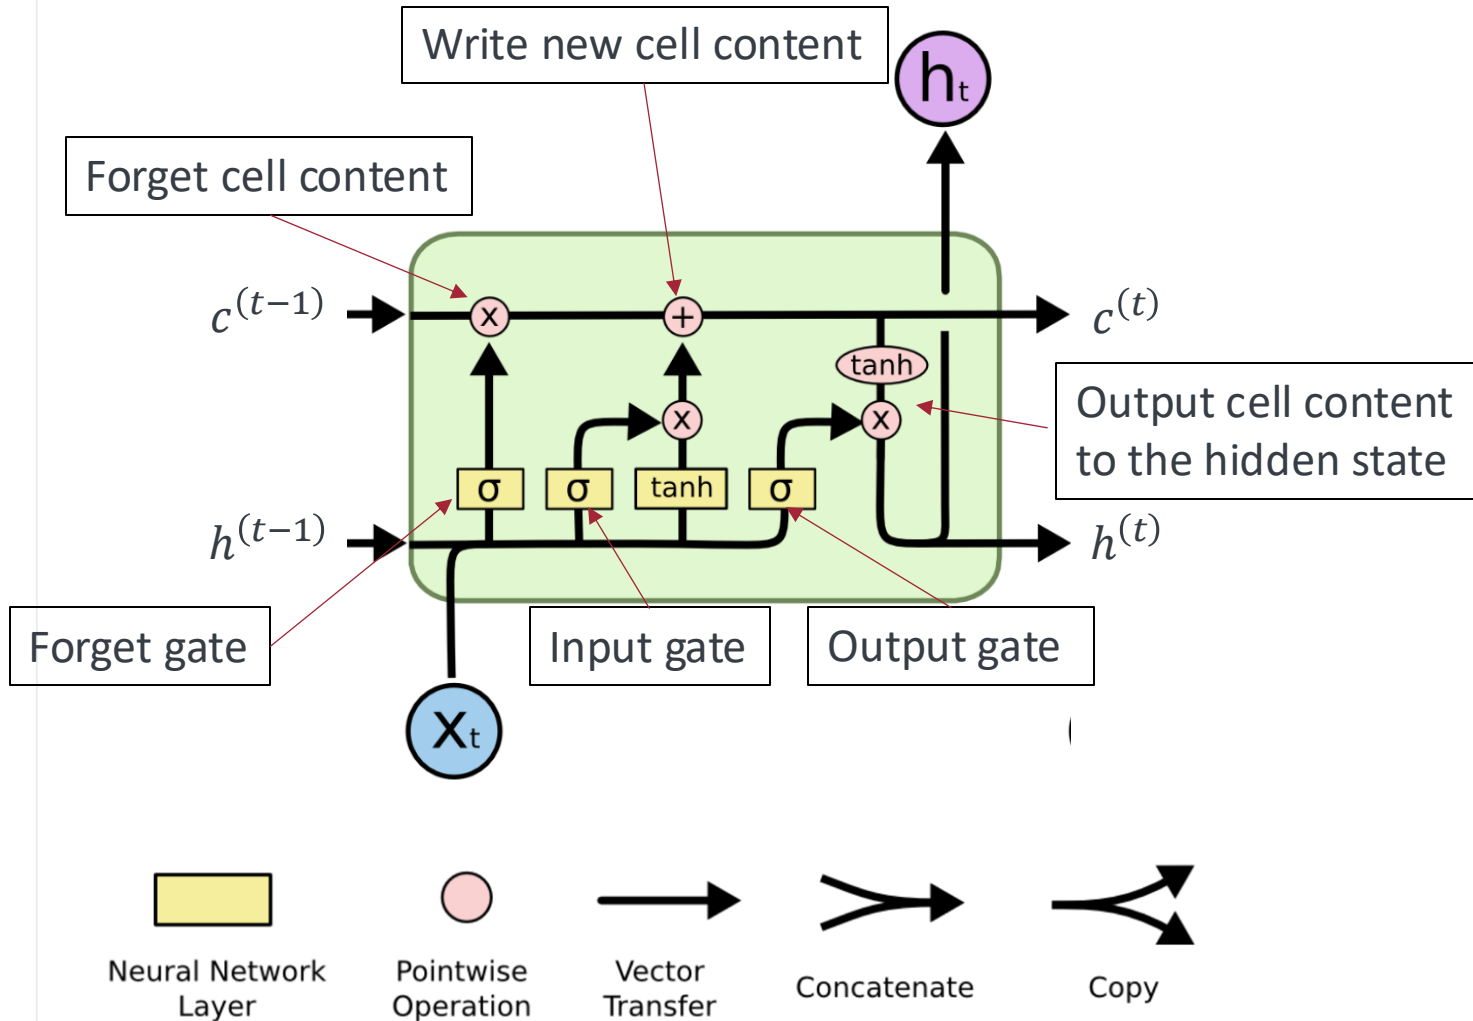 Write new cell content
hₜ
Forget cell content
c^(t−1)
x
+
c^(t)
tanh
Output cell content
to the hidden state
x
x
σ
σ
tanh
σ
h^(t−1)
h^(t)
Forget gate
Input gate
Output gate
xₜ
Neural Network
Layer
Pointwise
Operation
Vector
Transfer
Concatenate
Copy